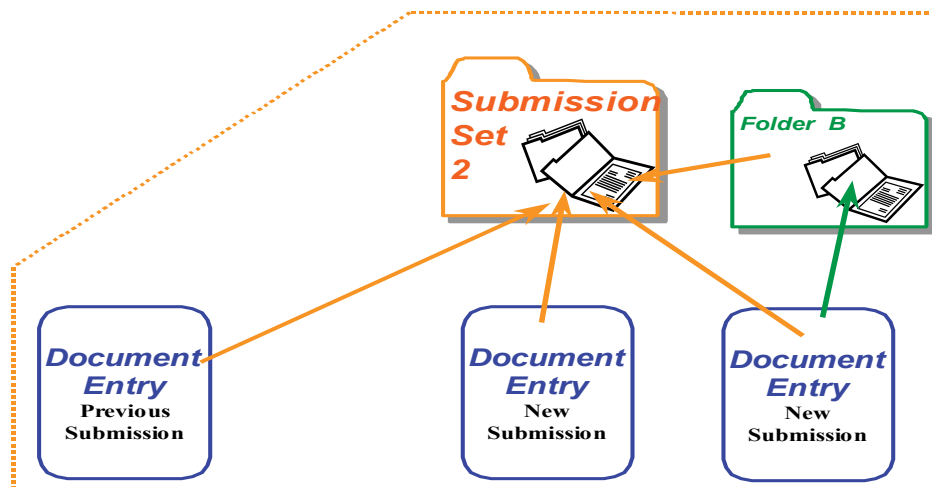 Submission
Set
2
Folder B
Document
Entry
Previous
Submission
Document
Entry
New
Submission
Document
Entry
New
Submission